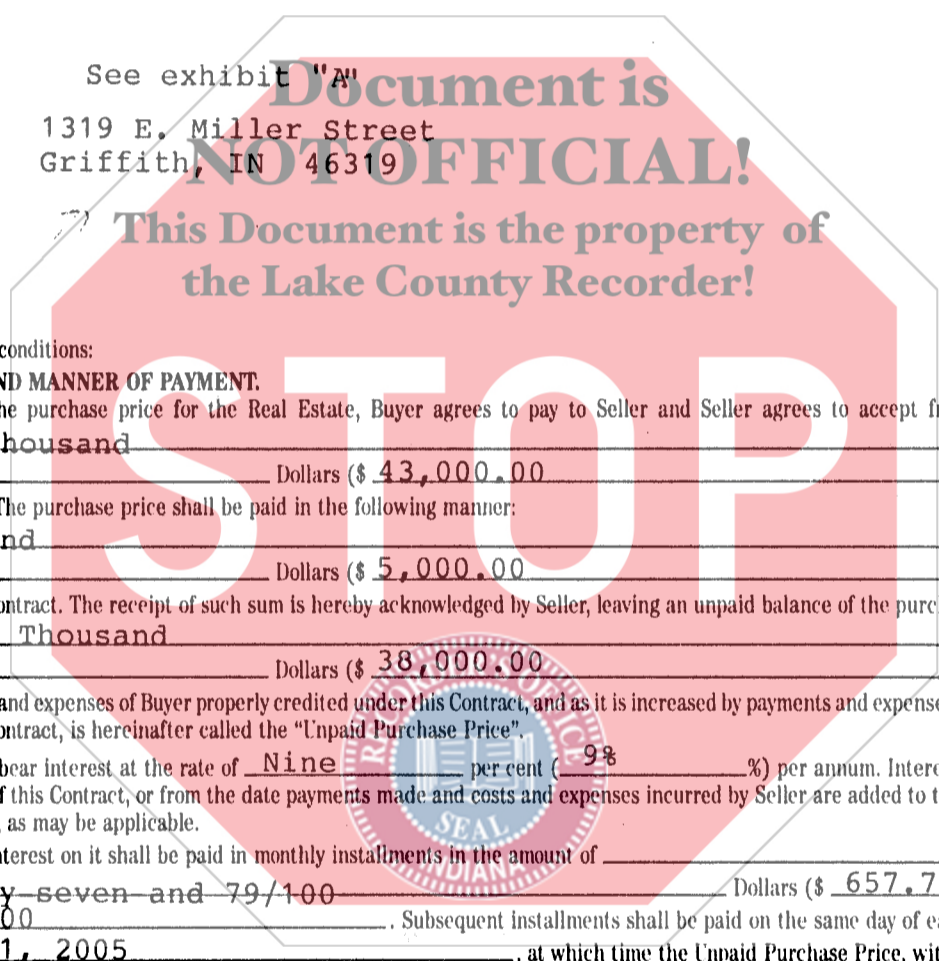 See exhibit "A"
Document is
1319 E. Miller Street
Griffith, IN 46319
NOT OFFICIAL!
This Document is the property of
the Lake County Recorder!
conditions:
ND MANNER OF PAYMENT.
he purchase price for the Real Estate, Buyer agrees to pay to Seller and Seller agrees to accept f
housand
Dollars ($ 43,000.00
The purchase price shall be paid in the following manner:
nd
Dollars ($ 5,000.00
ontract. The receipt of such sum is hereby acknowledged by Seller, leaving an unpaid balance of the purc
Thousand
Dollars ($ 38,000.00
and expenses of Buyer properly credited under this Contract, and as it is increased by payments and expense
ontract, is hereinafter called the "Unpaid Purchase Price".
bear interest at the rate of Nine per cent ( 9% %) per annum. Intere
f this Contract, or from the date payments made and costs and expenses incurred by Seller are added to t
, as may be applicable.
terest on it shall be paid in monthly installments in the amount of
y-seven and 79/100 Dollars ($ 657.7
00 . Subsequent installments shall be paid on the same day of e
1, 2005 , at which time the Unpaid Purchase Price, wit
STOP
RECORDER'S OFFICE
SEAL
INDIANA